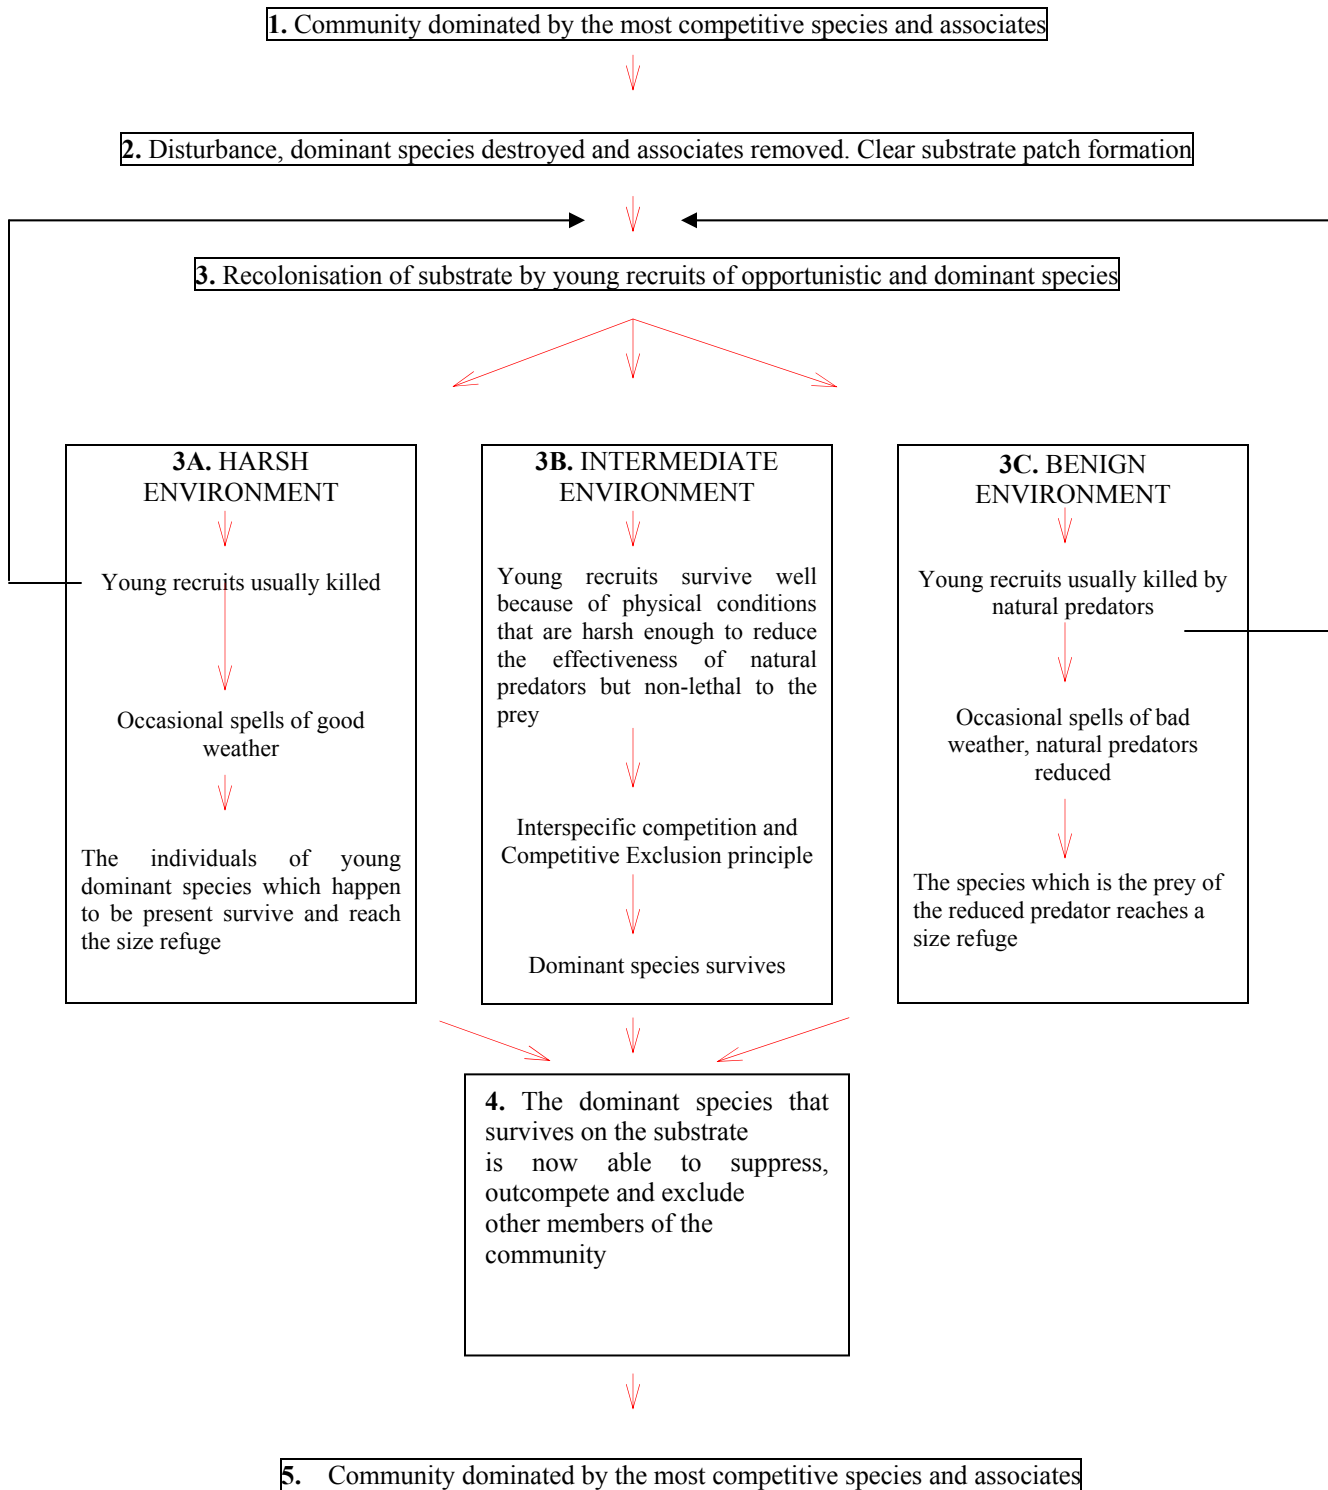 1. Community dominated by the most competitive species and associates
2. Disturbance, dominant species destroyed and associates removed. Clear substrate patch formation
3. Recolonisation of substrate by young recruits of opportunistic and dominant species
3A. HARSH
ENVIRONMENT
Young recruits usually killed
Occasional spells of good
weather
The individuals of young
dominant species which happen
to be present survive and reach
the size refuge
3B. INTERMEDIATE
ENVIRONMENT
Young recruits survive well
because of physical conditions
that are harsh enough to reduce
the effectiveness of natural
predators but non-lethal to the
prey
Interspecific competition and
Competitive Exclusion principle
Dominant species survives
3C. BENIGN
ENVIRONMENT
Young recruits usually killed by
natural predators
Occasional spells of bad
weather, natural predators
reduced
The species which is the prey of
the reduced predator reaches a
size refuge
4. The dominant species that
survives on the substrate
is now able to suppress,
outcompete and exclude
other members of the
community
5. Community dominated by the most competitive species and associates